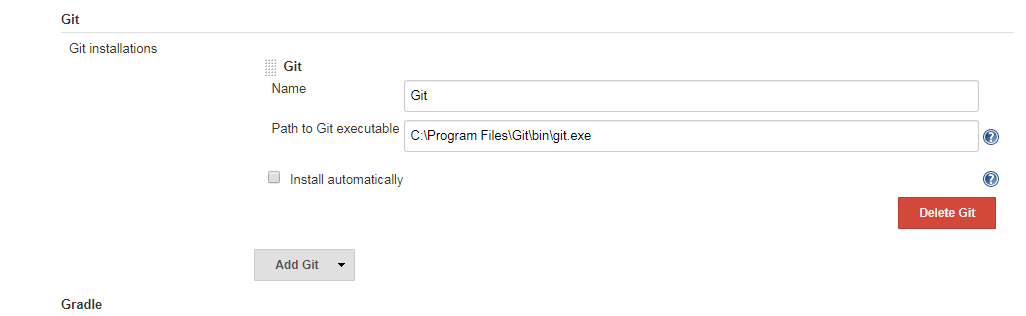 Git
Git installations
Git
Name
Git
Path to Git executable
C:\Program Files\Git\bin\git.exe
?
Install automatically
?
Delete Git
Add Git
Gradle